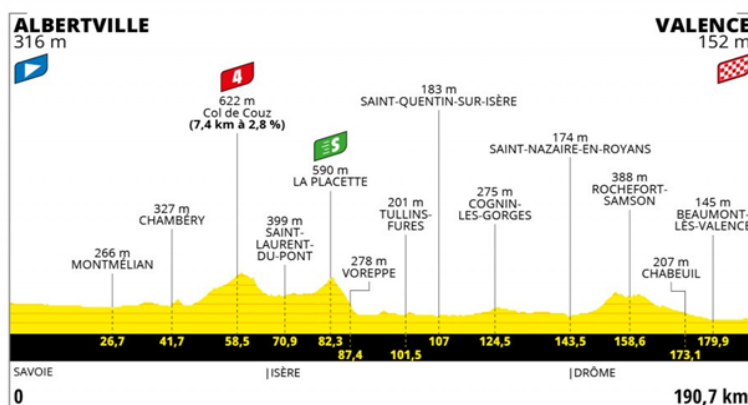 ALBERTVILLE
316 m
VALENCE
152 m
4
622 m
Col de Couz
(7,4 km à 2,8 %)
S
590 m
LA PLACETTE
183 m
SAINT-QUENTIN-SUR-ISÈRE
174 m
SAINT-NAZAIRE-EN-ROYANS
327 m
CHAMBÉRY
266 m
MONTMÉLIAN
399 m
SAINT-
LAURENT-
DU-PONT
278 m
VOREPPE
201 m
TULLINS-
FURES
275 m
COGNIN-
LES-GORGES
388 m
ROCHEFORT-
SAMSON
207 m
CHABEUIL
145 m
BEAUMONT-
LÈS-VALENCE
26,7
41,7
58,5
70,9
82,3
87,4
101,5
107
124,5
143,5
158,6
173,1
179,9
SAVOIE
|ISÈRE
|DRÔME
0
190,7 km